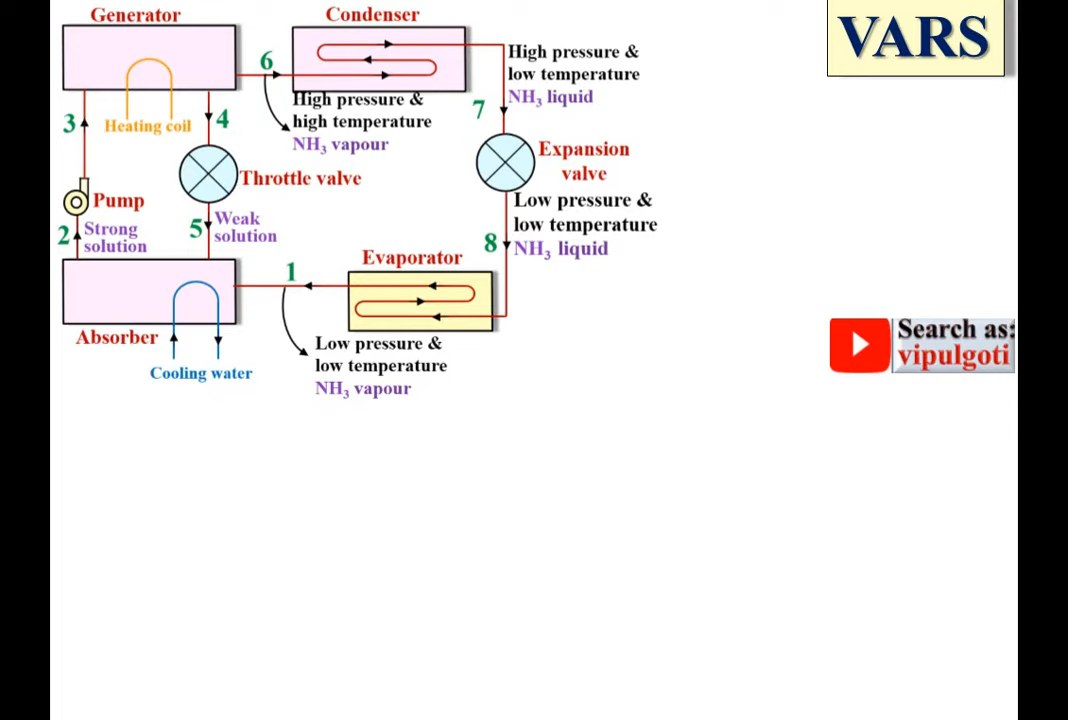 Generator
Condenser
VARS
6
High pressure &
low temperature
NH₃ liquid
7
High pressure &
high temperature
NH₃ vapour
3
Heating coil
4
Expansion
valve
Throttle valve
Pump
Low pressure &
low temperature
NH₃ liquid
8
2
Strong
solution
5
Weak
solution
1
Evaporator
Absorber
Cooling water
Low pressure &
low temperature
NH₃ vapour
Search as:
vipulgoti